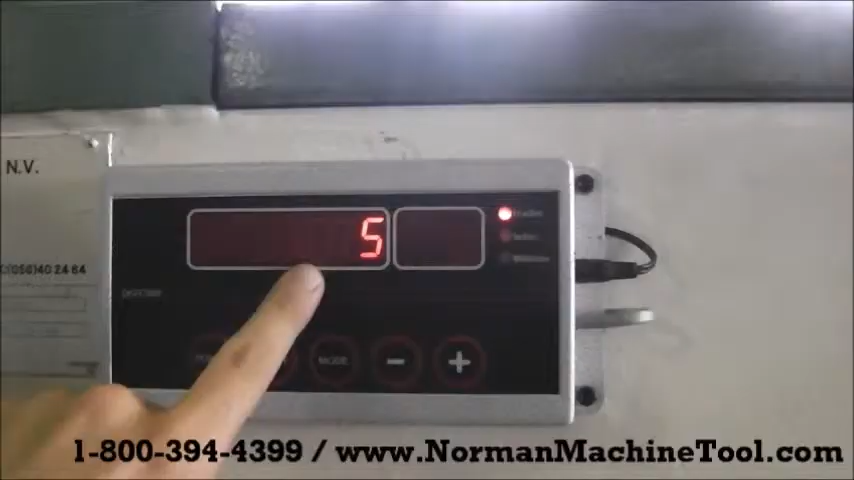 N.V.
5
(056)40 24 64
MODE
- +
1-800-394-4399 / www.NormanMachineTool.com